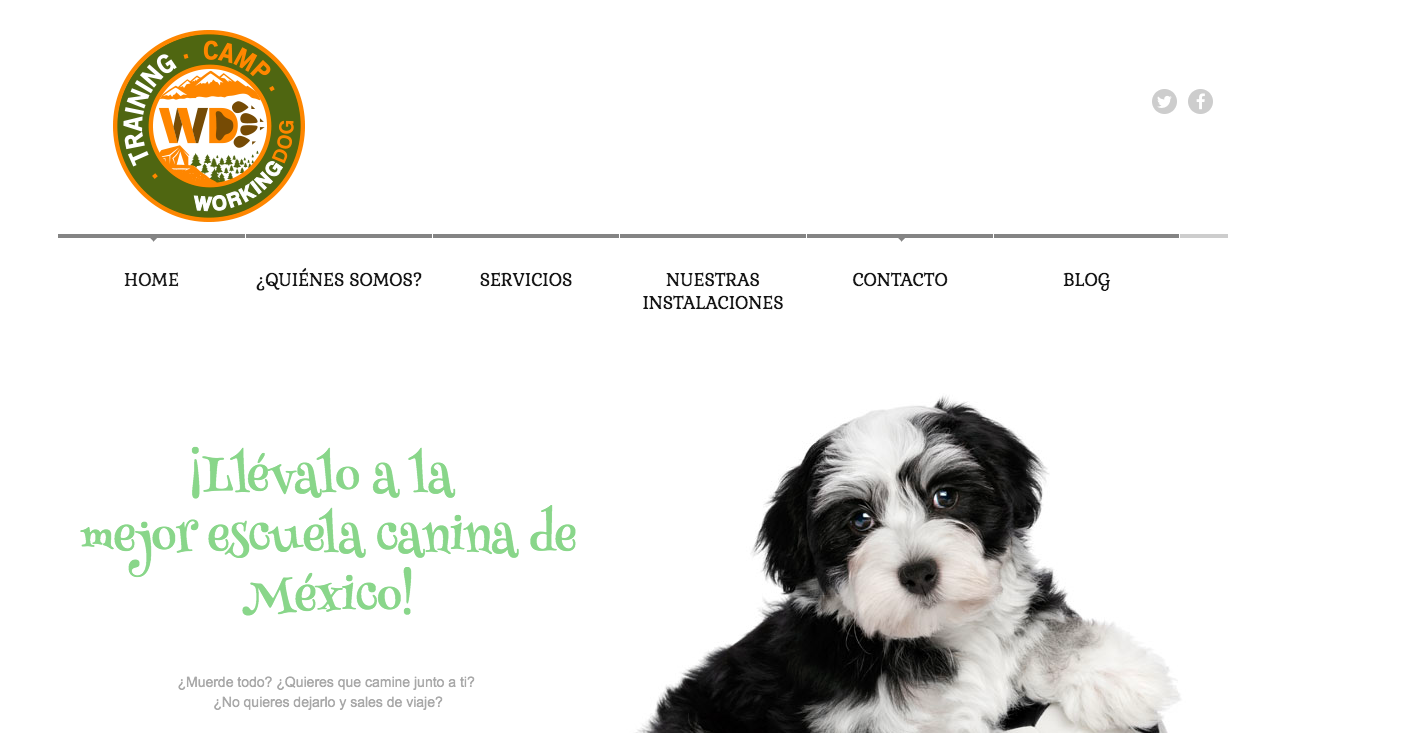 TRAINING · CAMP ·
WORKINGDOG
WD
HOME
¿QUIÉNES SOMOS?
SERVICIOS
NUESTRAS
INSTALACIONES
CONTACTO
BLOG
¡Llévalo a la
mejor escuela canina de
México!
¿Muerde todo? ¿Quieres que camine junto a ti?
¿No quieres dejarlo y sales de viaje?